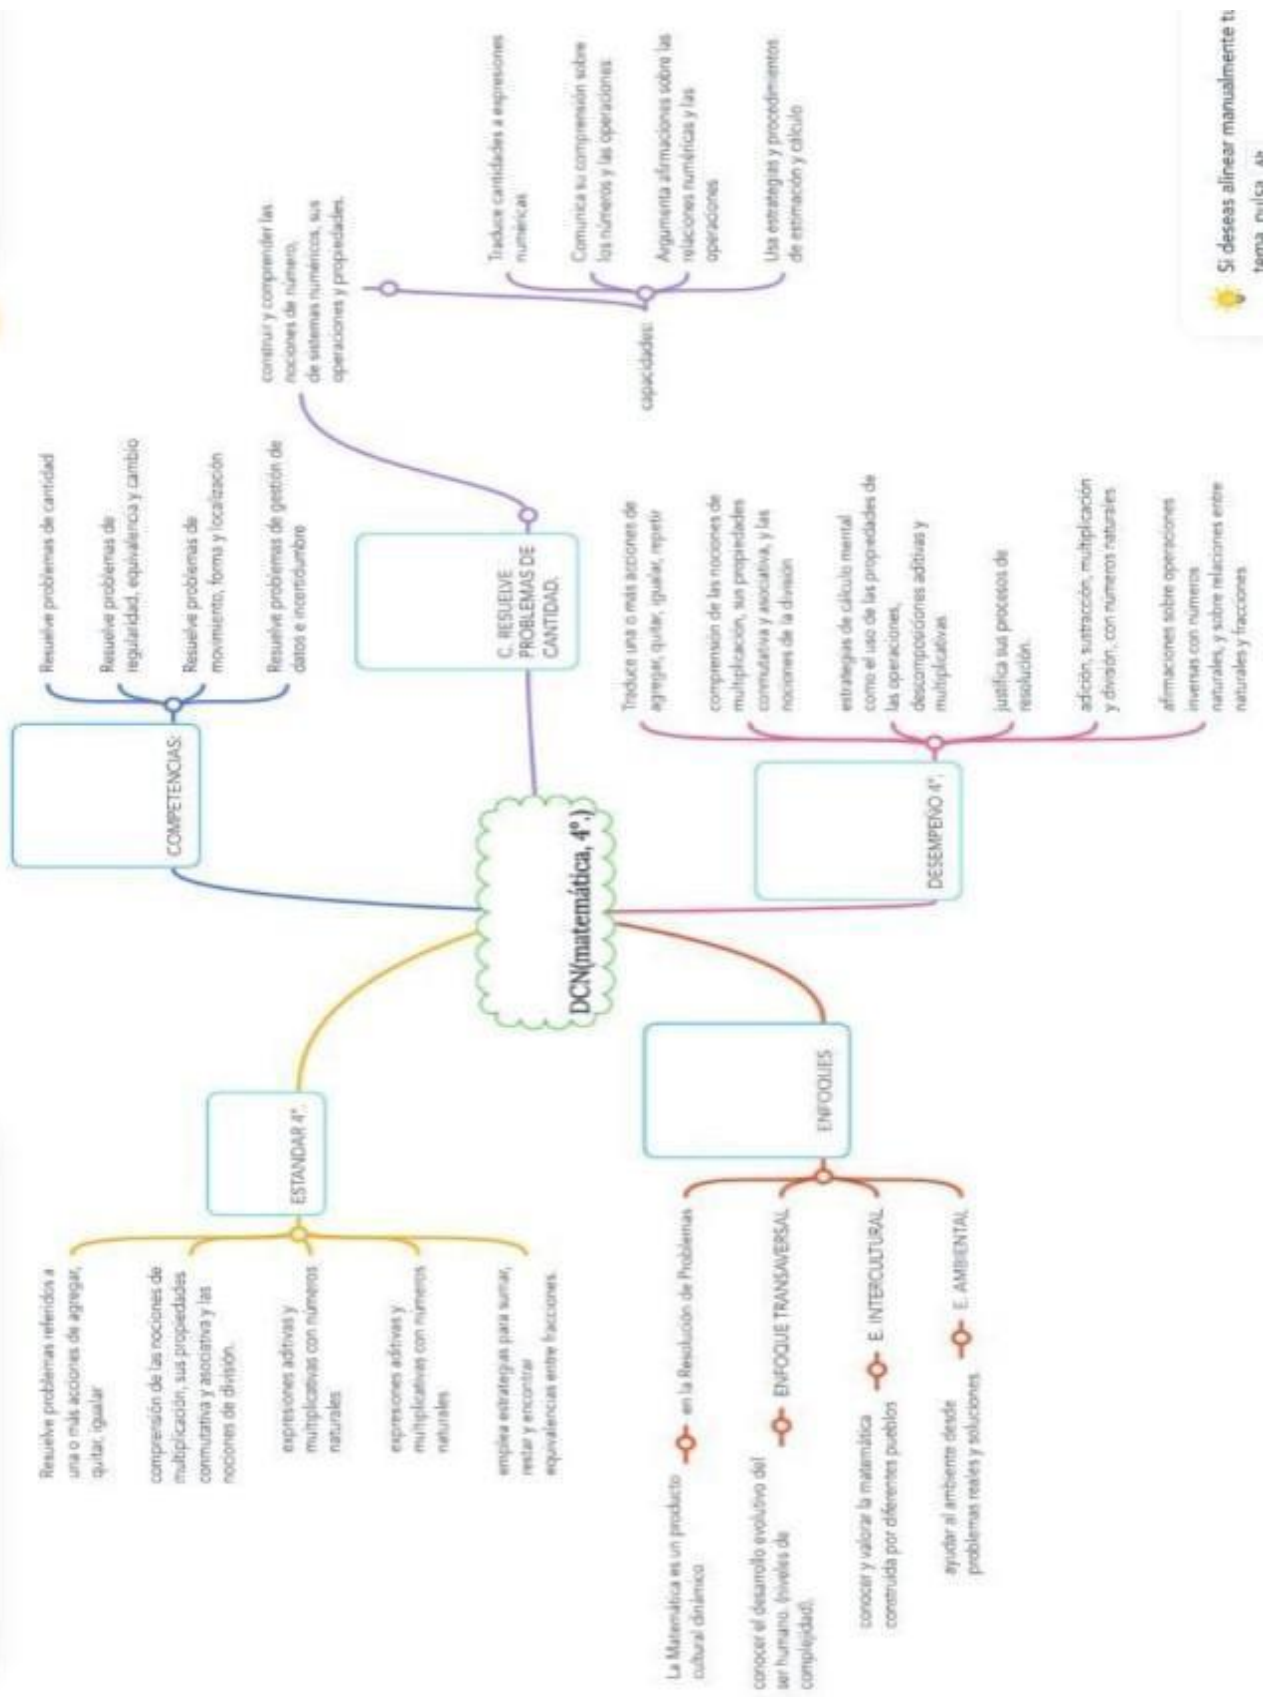 Resuelve problemas referidos a
una o más acciones de agregar,
quitar, igualar
comprensión de las nociones de
multiplicación, sus propiedades
conmutativa y asociativa y las
nociones de división.
expresiones aditivas y
multiplicativas con números
naturales
expresiones aditivas y
multiplicativas con números
naturales
emplea estrategias para sumar,
restar y encontrar
equivalencias entre fracciones.
ESTANDAR 4°.
COMPETENCIAS:
Resuelve problemas de cantidad
Resuelve problemas de
regularidad, equivalencia y cambio
Resuelve problemas de
movimiento, forma y localización
Resuelve problemas de gestión de
datos e incertidumbre
C. RESUELVE
PROBLEMAS DE
CANTIDAD.
construir y comprender las
nociones de número,
de sistemas numéricos, sus
operaciones y propiedades.
capacidades:
Traduce cantidades a expresiones
numéricas
Comunica su comprensión sobre
los números y las operaciones
Argumenta afirmaciones sobre las
relaciones numéricas y las
operaciones
Usa estrategias y procedimientos
de estimación y cálculo
DCN(matemática, 4°.)
ENFOQUES
en la Resolución de Problemas
La Matemática es un producto
cultural dinámico
ENFOQUE TRANSAVERSAL
conocer el desarrollo evolutivo del
ser humano. (niveles de
complejidad).
E. INTERCULTURAL
conocer y valorar la matamática
construida por diferentes pueblos
E. AMBIENTAL
ayudar al ambiente desde
problemas reales y soluciones.
DESEMPEÑO 4°.
Traduce una o más acciones de
agregar, quitar, igualar, repetir
comprensión de las nociones de
multiplicación, sus propiedades
conmutativa y asociativa, y las
nociones de la división
estrategias de cálculo mental
como el uso de las propiedades de
las operaciones,
descomposiciones aditivas y
multiplicativas
justifica sus procesos de
resolución.
adición, sustracción, multiplicación
y división, con numeros naturales
afirmaciones sobre operaciones
inversas con números
naturales, y sobre relaciones entre
naturales y fracciones
Si deseas alinear manualmente
tema, pulsa